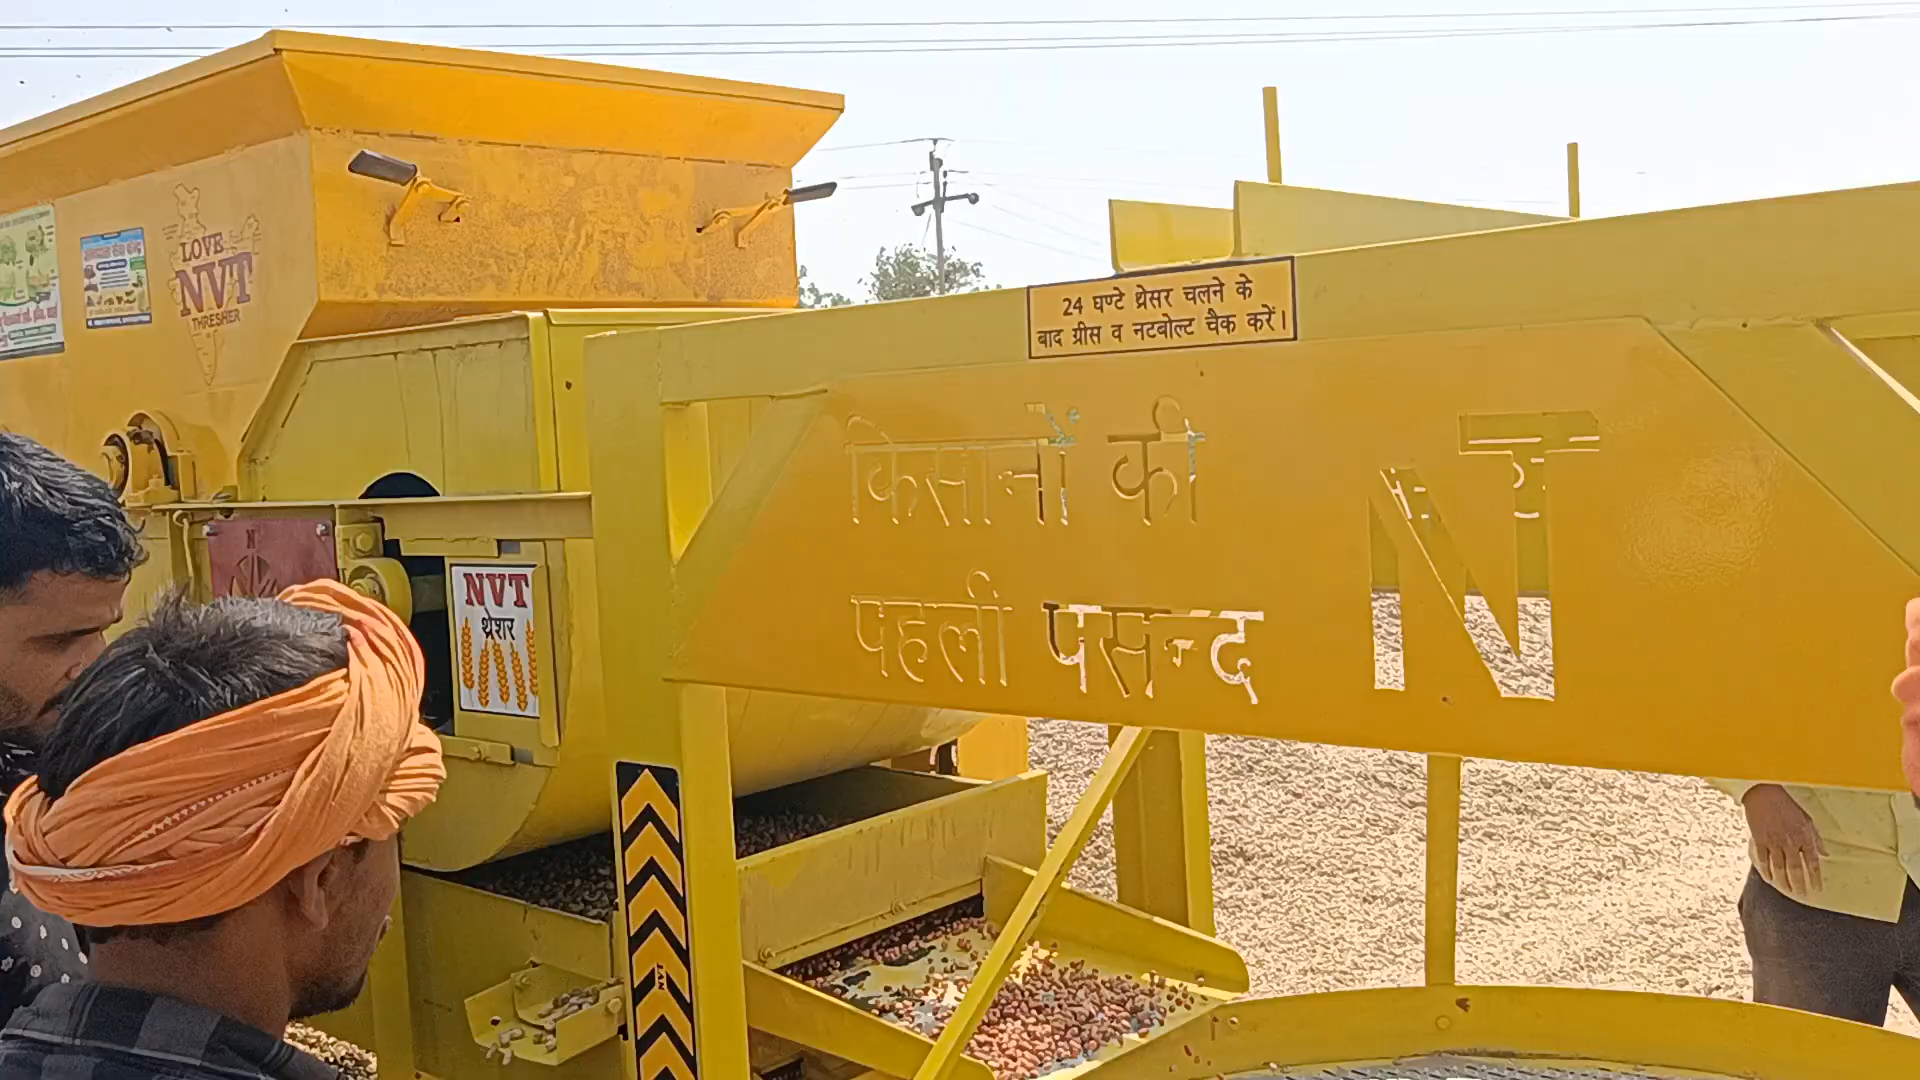 LOVE
NVT
THRESHER
24 घण्टे थ्रेसर चलने के
बाद ग्रीस व नटबोल्ट चैक करें।
किसानों की
पहली पसन्द
N
NVT
थ्रेशर